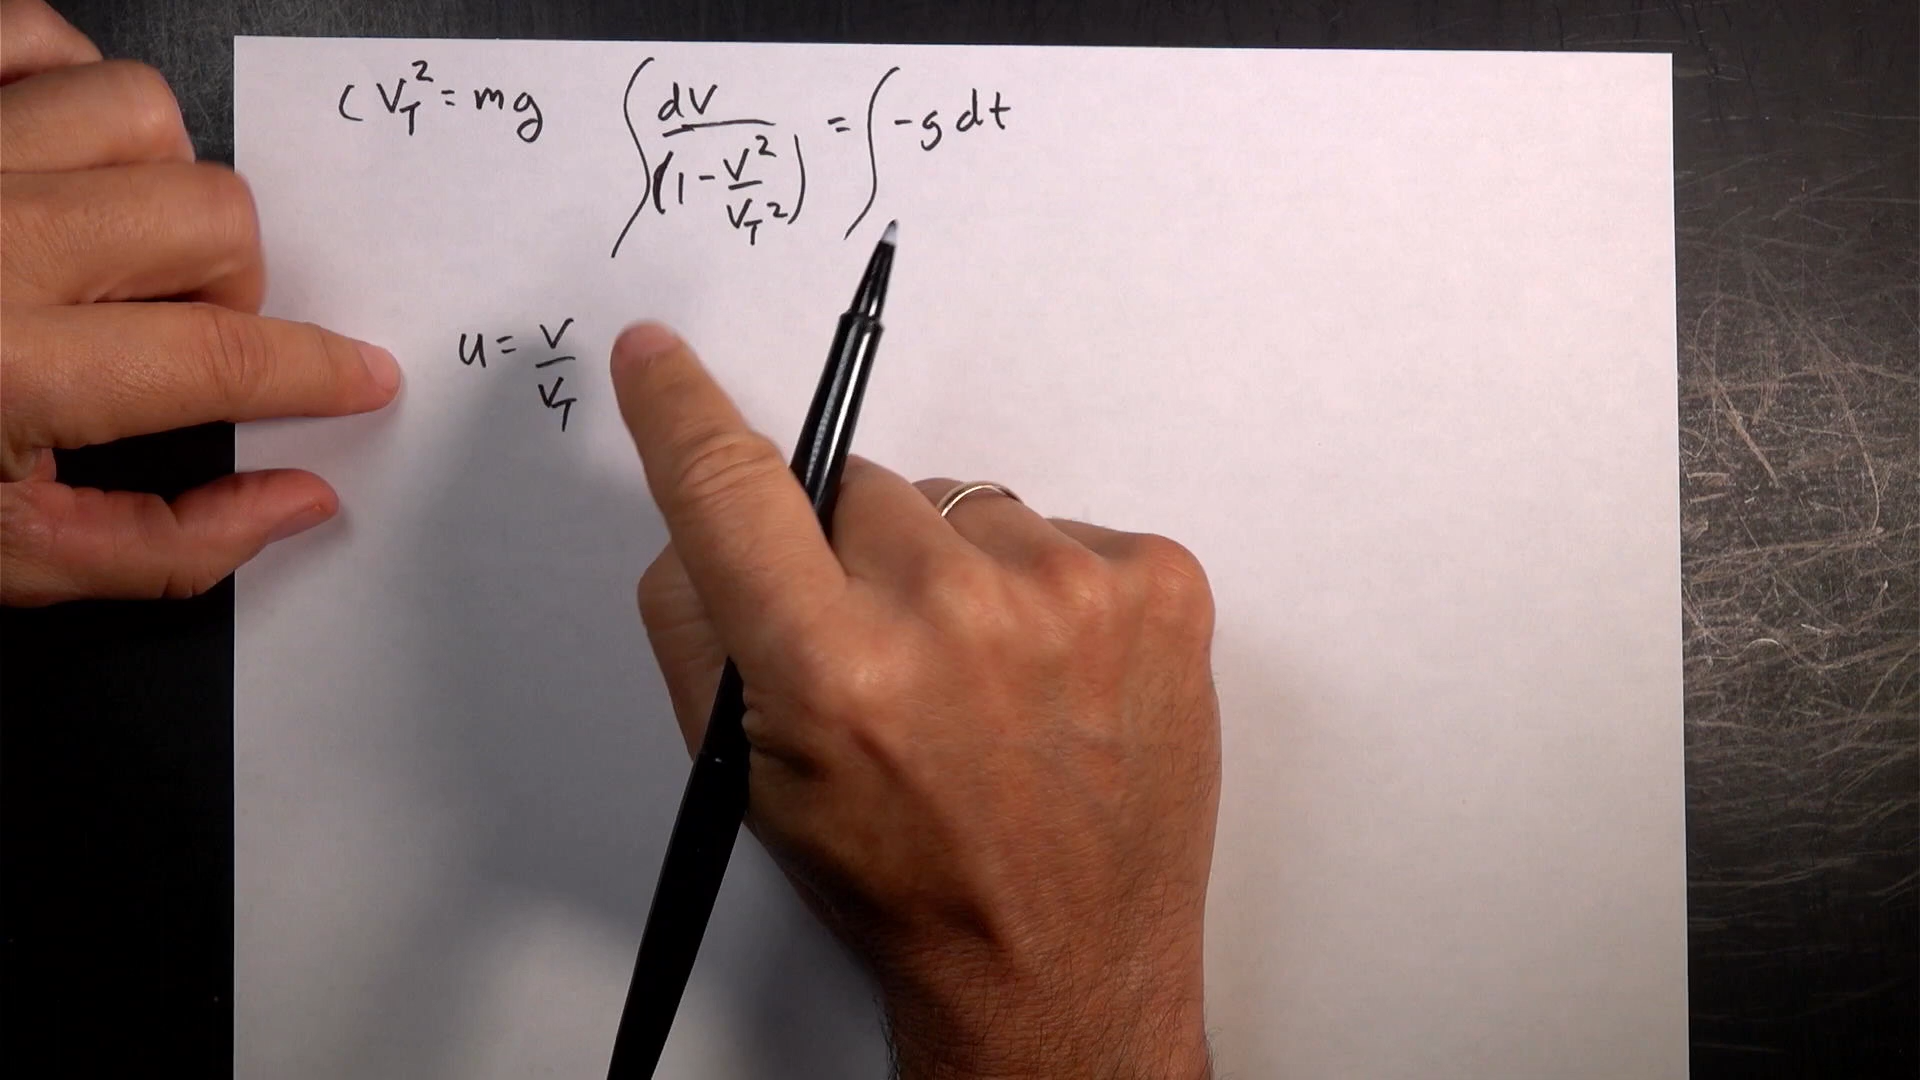 C V_T^2 = mg
∫ dv / (1 - v^2 / v_T^2) = ∫ -g dt
u = v / v_T